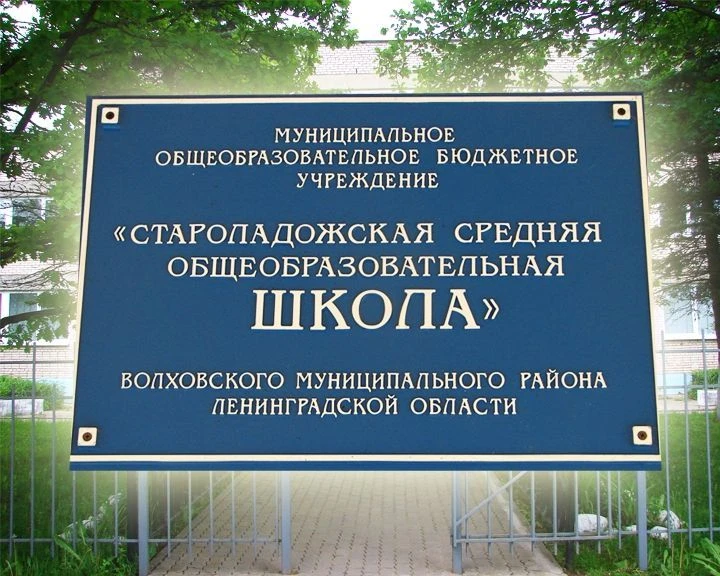 МУНИЦИПАЛЬНОЕ
ОБЩЕОБРАЗОВАТЕЛЬНОЕ БЮДЖЕТНОЕ
УЧРЕЖДЕНИЕ
«СТАРОЛАДОЖСКАЯ СРЕДНЯЯ
ОБЩЕОБРАЗОВАТЕЛЬНАЯ
ШКОЛА»
ВОЛХОВСКОГО МУНИЦИПАЛЬНОГО РАЙОНА
ЛЕНИНГРАДСКОЙ ОБЛАСТИ